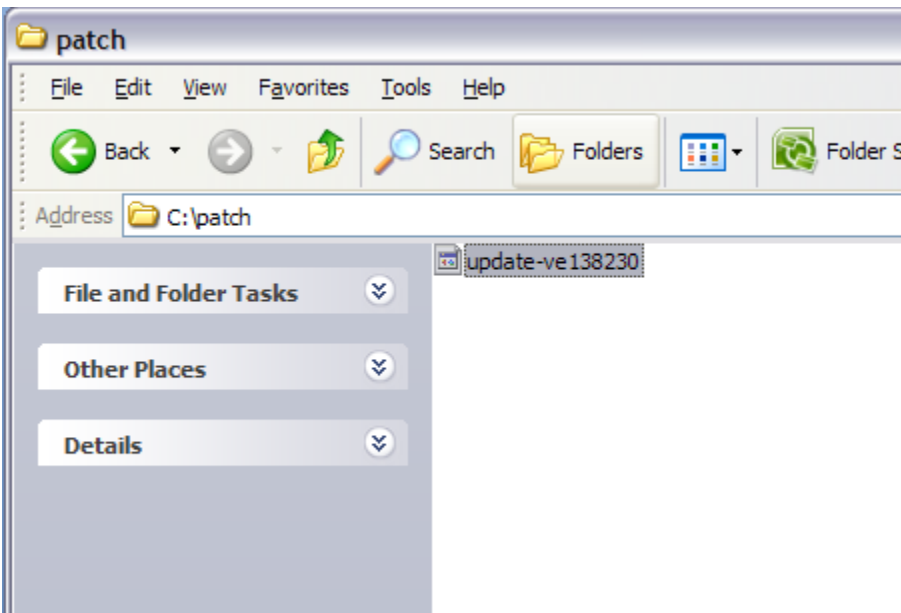 patch
File Edit View Favorites Tools Help
Back Search Folders Folder S
Address C:\patch
update-ve138230
File and Folder Tasks
Other Places
Details